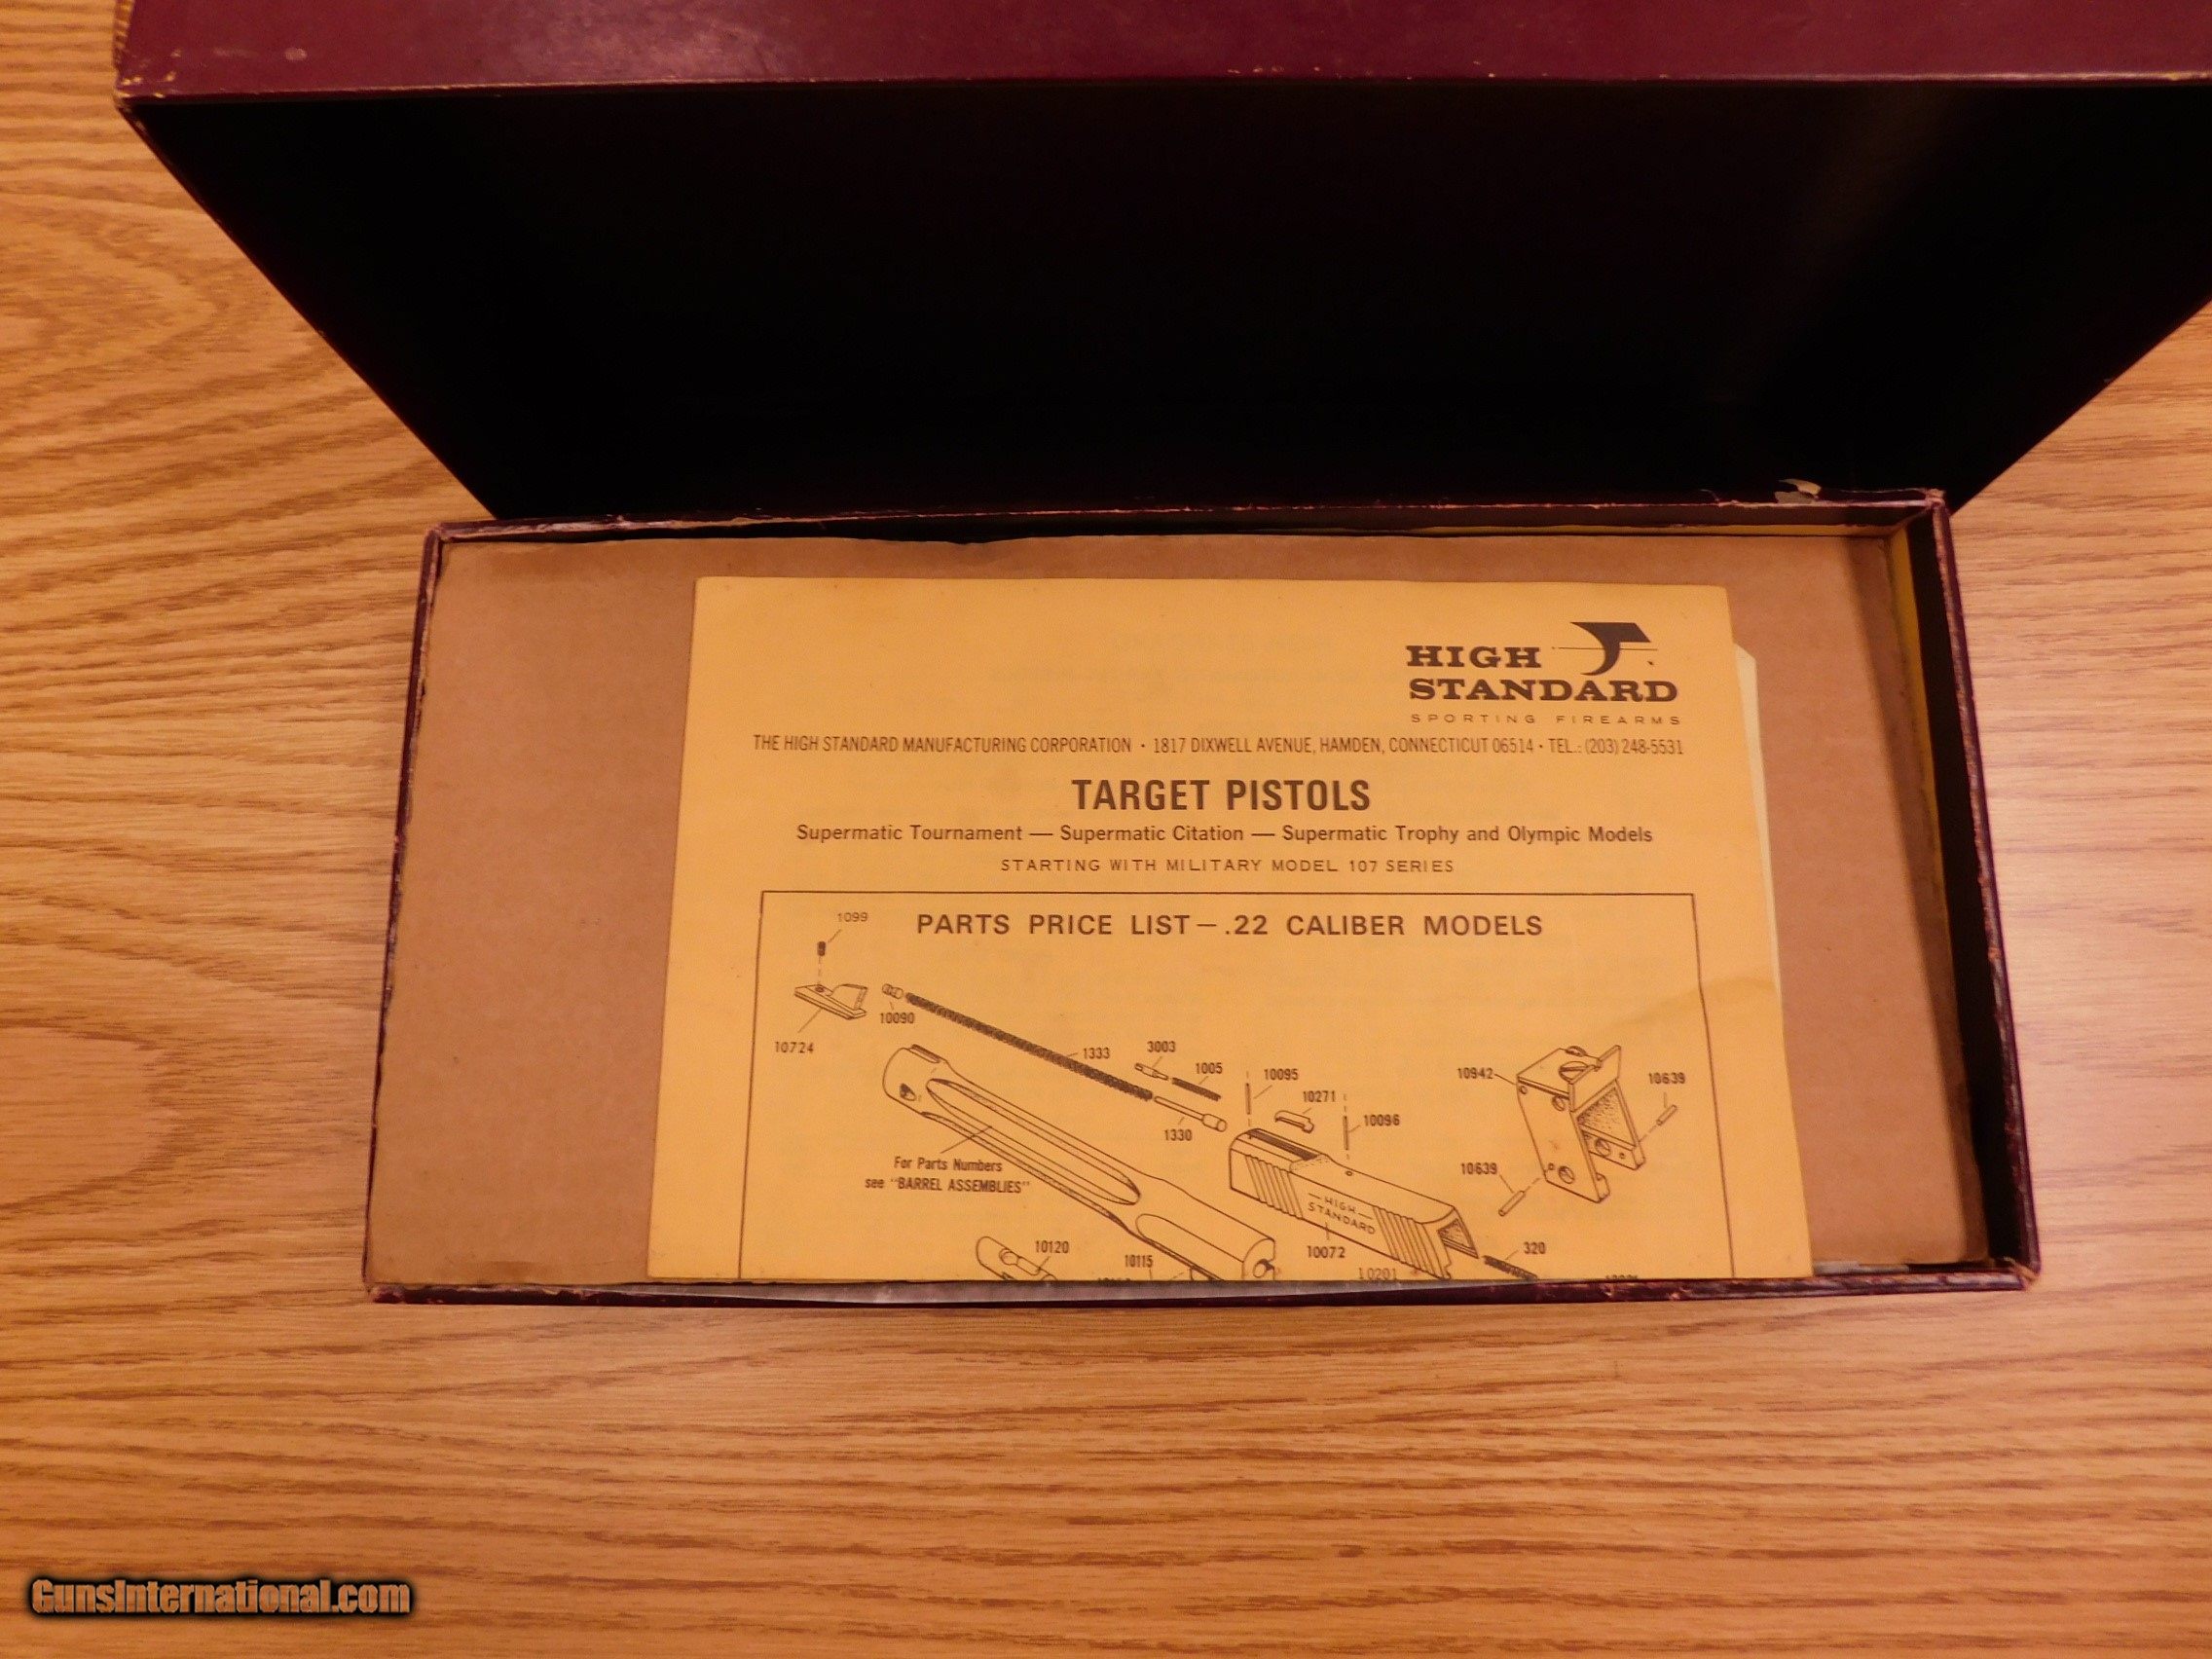 HIGH
STANDARD
SPORTING FIREARMS
THE HIGH STANDARD MANUFACTURING CORPORATION · 1817 DIXWELL AVENUE, HAMDEN, CONNECTICUT 06514 · TEL.: (203) 248-5531
TARGET PISTOLS
Supermatic Tournament — Supermatic Citation — Supermatic Trophy and Olympic Models
STARTING WITH MILITARY MODEL 107 SERIES
PARTS PRICE LIST — .22 CALIBER MODELS
1099
10090
10724
1333
3003
1005
10095
10271
10096
1330
10942
10639
10639
For Parts Numbers
see "BARREL ASSEMBLIES"
HIGH
STANDARD
10072
320
10120
10115
10201
GunsInternational.com